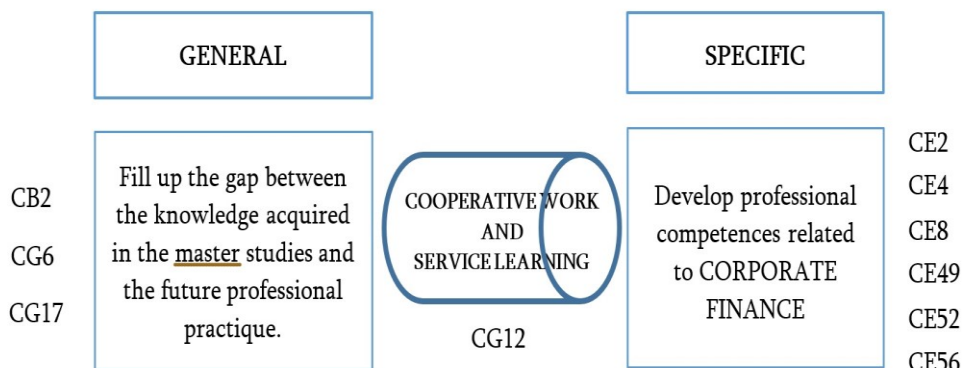 GENERAL
SPECIFIC
CB2
CG6
CG17
Fill up the gap between
the knowledge acquired
in the master studies and
the future professional
practique.
COOPERATIVE WORK
AND
SERVICE LEARNING
CG12
Develop professional
competences related
to CORPORATE
FINANCE
CE2
CE4
CE8
CE49
CE52
CE56